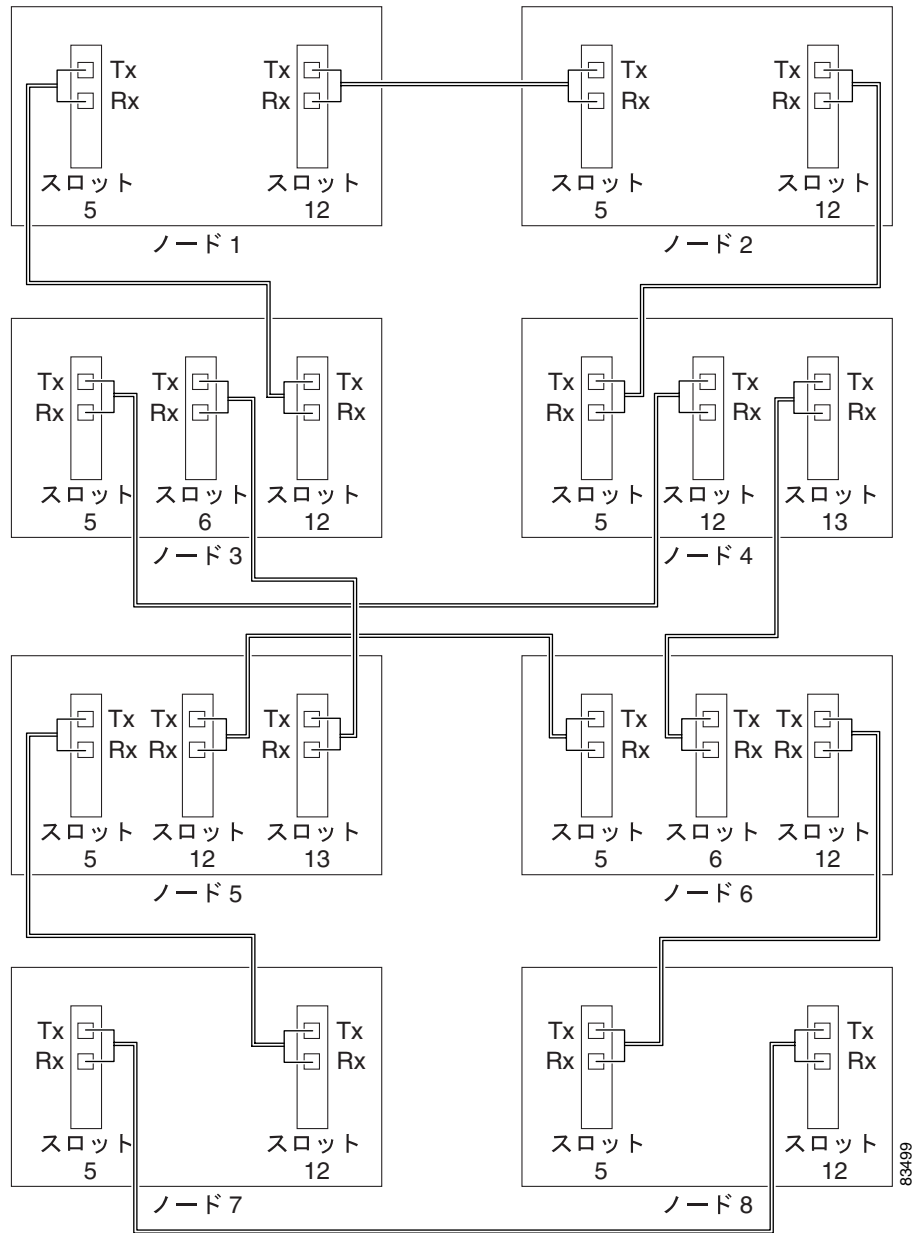 Tx Tx Tx Tx
Rx Rx Rx Rx
スロット スロット スロット スロット
5 12 5 12
ノード 1 ノード 2
Tx Tx Tx Tx Tx Tx
Rx Rx Rx Rx Rx Rx
スロット スロット スロット スロット スロット スロット
5 6 12 5 12 13
ノード 3 ノード 4
Tx Tx Tx Tx Tx Tx
Rx Rx Rx Rx Rx Rx
スロット スロット スロット スロット スロット スロット
5 12 13 5 6 12
ノード 5 ノード 6
Tx Tx Tx Tx
Rx Rx Rx Rx
スロット スロット スロット スロット
5 12 5 12
ノード 7 ノード 8
83499